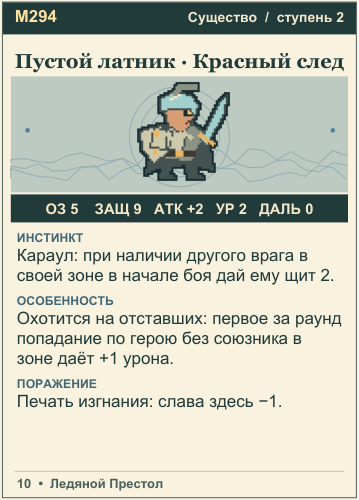 М294
Существо / ступень 2
Пустой латник · Красный след
ОЗ 5 ЗАЩ 9 АТК +2 УР 2 ДАЛЬ 0
ИНСТИНКТ
Караул: при наличии другого врага в
своей зоне в начале боя дай ему щит 2.
ОСОБЕННОСТЬ
Охотится на отставших: первое за раунд
попадание по герою без союзника в
зоне даёт +1 урона.
ПОРАЖЕНИЕ
Печать изгнания: слава здесь −1.
10 • Ледяной Престол